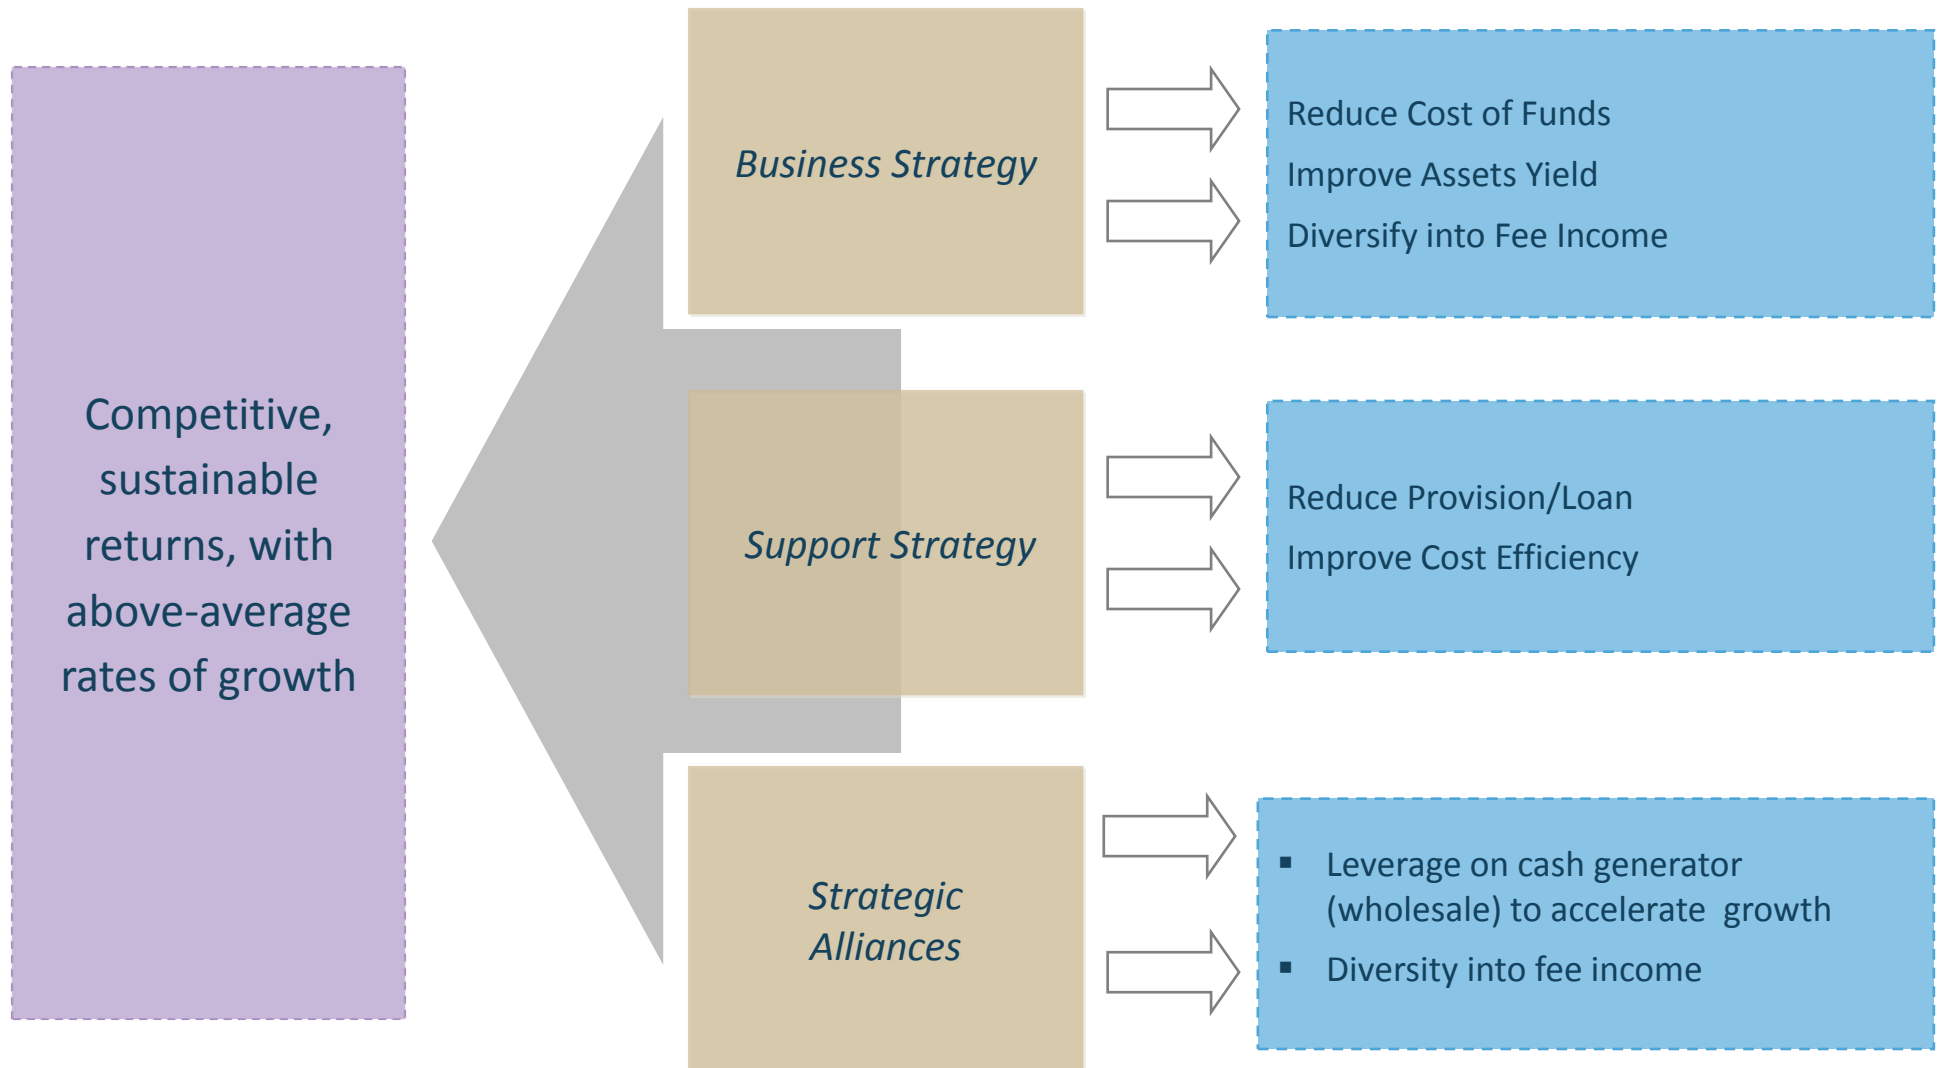 Competitive,
sustainable
returns, with
above-average
rates of growth
Business Strategy
Reduce Cost of Funds
Improve Assets Yield
Diversify into Fee Income
Support Strategy
Reduce Provision/Loan
Improve Cost Efficiency
Strategic
Alliances
▪ Leverage on cash generator
(wholesale) to accelerate growth
▪ Diversity into fee income